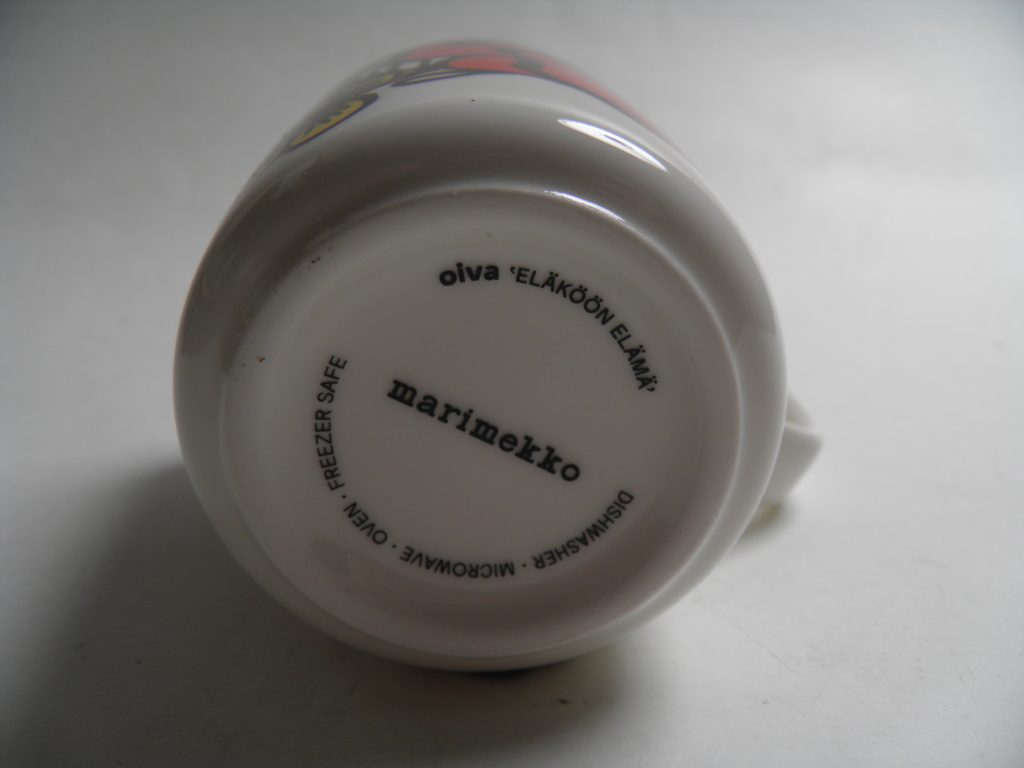 oiva ‘ELÄKÖÖN ELÄMÄ’
marimekko
DISHWASHER · MICROWAVE · OVEN · FREEZER SAFE